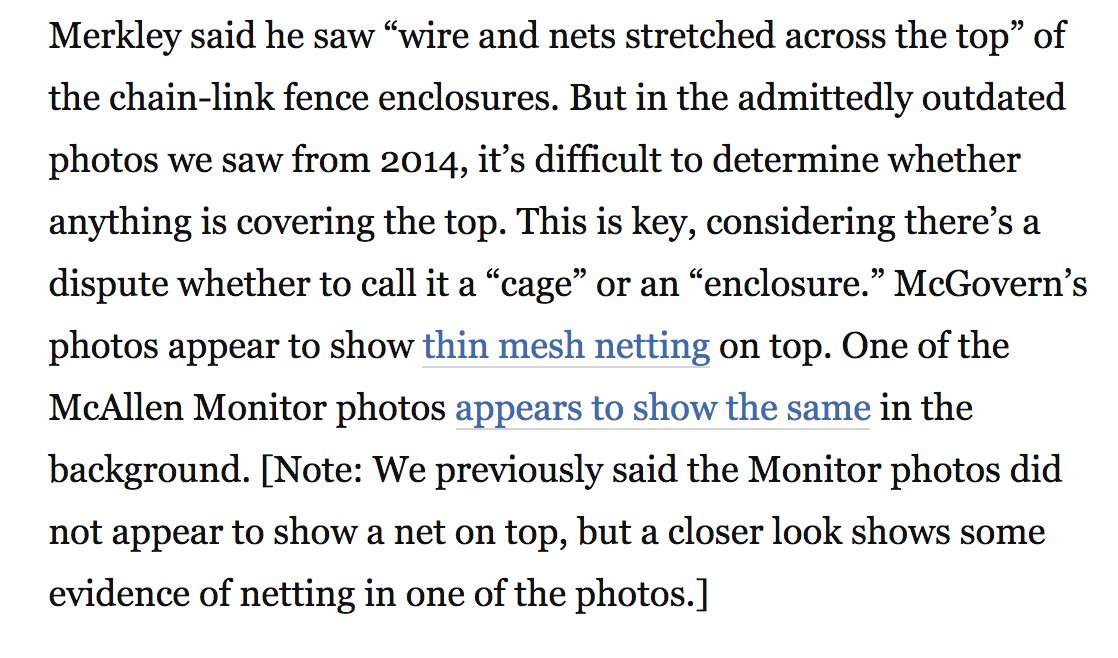 Merkley said he saw “wire and nets stretched across the top” of
the chain-link fence enclosures. But in the admittedly outdated
photos we saw from 2014, it’s difficult to determine whether
anything is covering the top. This is key, considering there’s a
dispute whether to call it a “cage” or an “enclosure.” McGovern’s
photos appear to show thin mesh netting on top. One of the
McAllen Monitor photos appears to show the same in the
background. [Note: We previously said the Monitor photos did
not appear to show a net on top, but a closer look shows some
evidence of netting in one of the photos.]